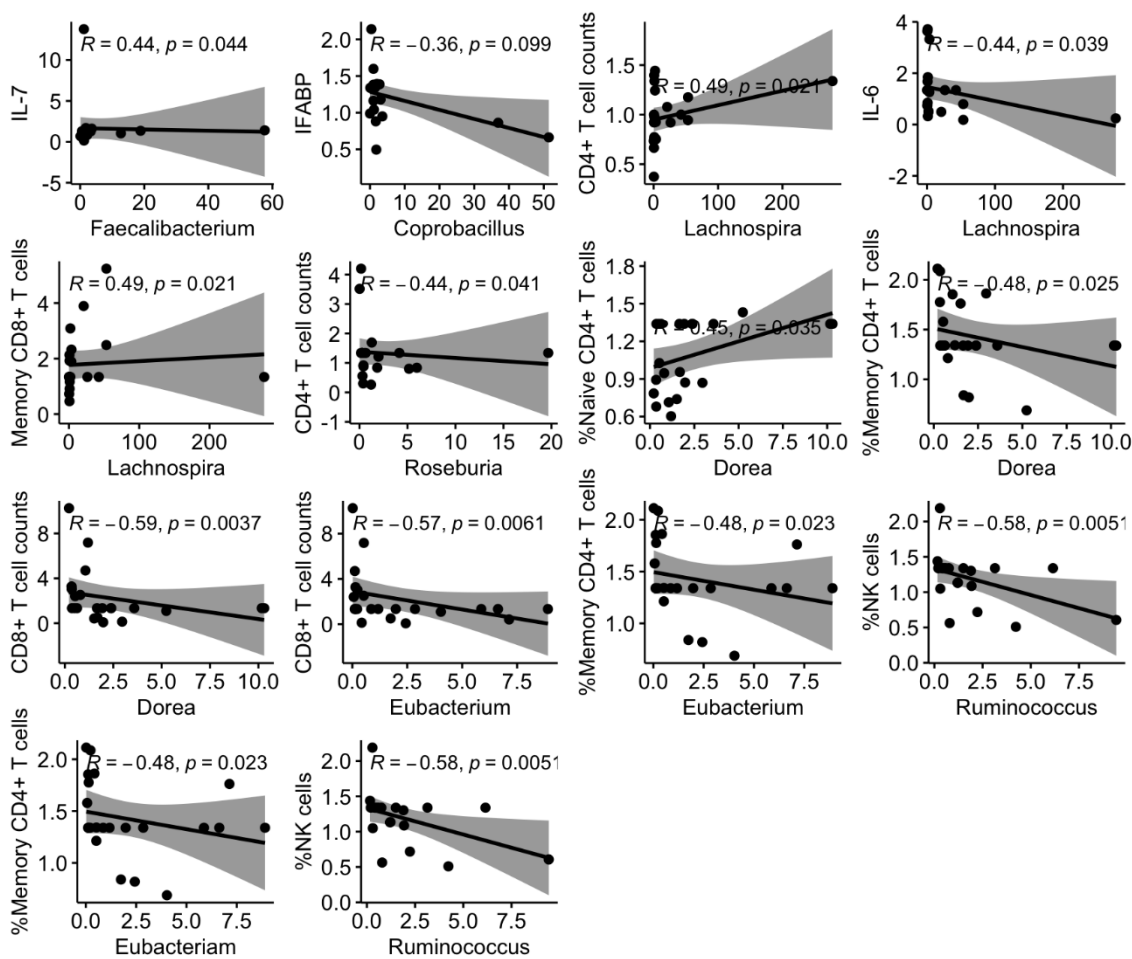 IL-7
15
10
5
0
-5
R = 0.44, p = 0.044
0
20
40
60
Faecalibacterium
IFABP
2.0
1.5
1.0
0.5
0.0
R = −0.36, p = 0.099
0
10
20
30
40
50
Coprobacillus
CD4+ T cell counts
1.5
1.0
0.5
R = 0.49, p = 0.021
0
100
200
Lachnospira
IL-6
4
2
0
-2
R = −0.44, p = 0.039
0
100
200
Lachnospira
Memory CD8+ T cells
4
2
0
R = 0.49, p = 0.021
0
100
200
Lachnospira
CD4+ T cell counts
4
3
2
1
0
-1
R = −0.44, p = 0.041
0
5
10
15
20
Roseburia
%Naive CD4+ T cells
1.8
1.5
1.2
0.9
0.6
R = −0.45, p = 0.035
0.0
2.5
5.0
7.5
10.0
Dorea
%Memory CD4+ T cells
2.0
1.5
1.0
R = −0.48, p = 0.025
0.0
2.5
5.0
7.5
10.0
Dorea
CD8+ T cell counts
8
4
0
R = −0.59, p = 0.0037
0.0
2.5
5.0
7.5
10.0
Dorea
CD8+ T cell counts
8
4
0
R = −0.57, p = 0.0061
0.0
2.5
5.0
7.5
Eubacterium
%Memory CD4+ T cells
2.0
1.5
1.0
R = −0.48, p = 0.023
0.0
2.5
5.0
7.5
Eubacterium
%NK cells
2.0
1.5
1.0
0.5
0.0
R = −0.58, p = 0.0051
0.0
2.5
5.0
7.5
Ruminococcus
%Memory CD4+ T cells
2.0
1.5
1.0
R = −0.48, p = 0.023
0.0
2.5
5.0
7.5
Eubacteriam
%NK cells
2.0
1.5
1.0
0.5
0.0
R = −0.58, p = 0.0051
0.0
2.5
5.0
7.5
Ruminococcus